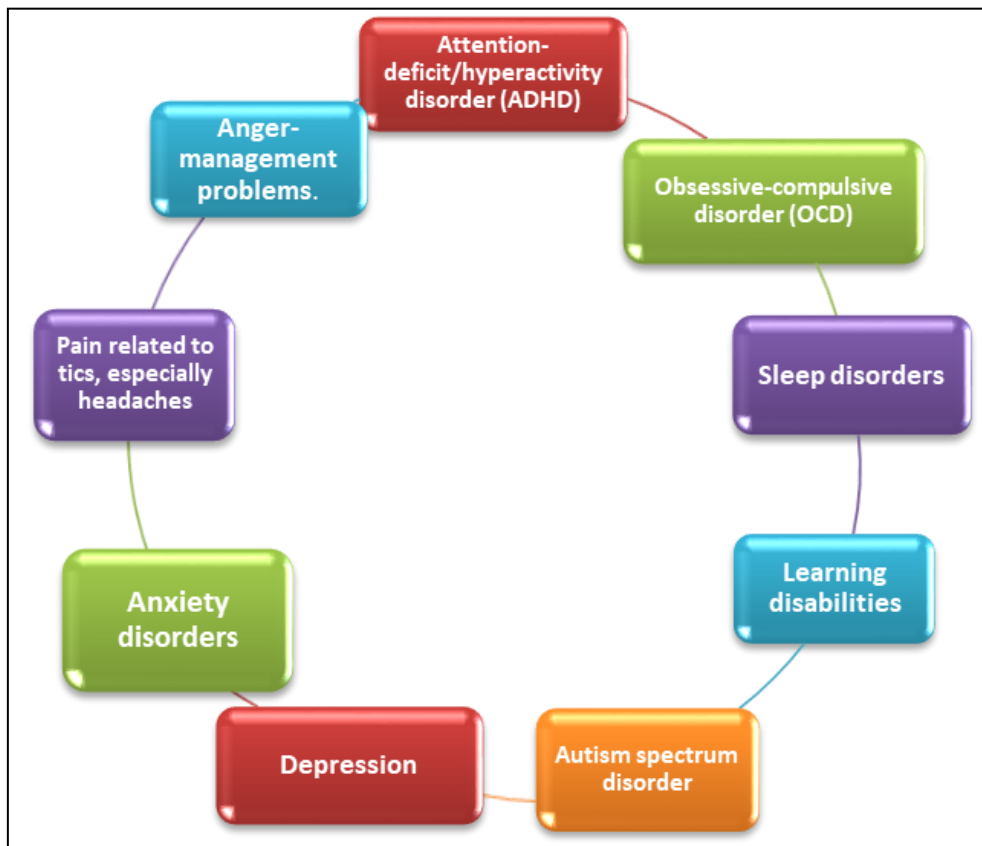 Attention-
deficit/hyperactivity
disorder (ADHD)
Obsessive-compulsive
disorder (OCD)
Sleep disorders
Learning
disabilities
Autism spectrum
disorder
Depression
Anxiety
disorders
Pain related to
tics, especially
headaches
Anger-
management
problems.